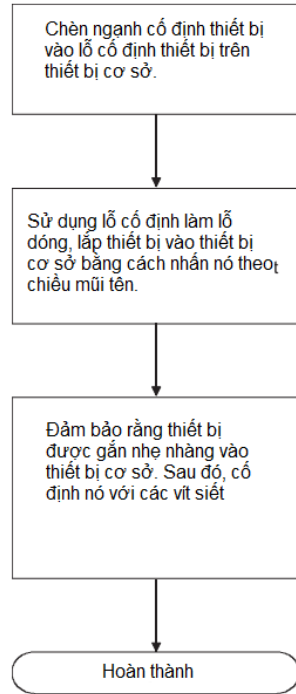 Chèn ngạnh cố định thiết bị
vào lỗ cố định thiết bị trên
thiết bị cơ sở.
Sử dụng lỗ cố định làm lỗ
dóng, lắp thiết bị vào thiết bị
cơ sở bằng cách nhấn nó theot
chiều mũi tên.
Đảm bảo rằng thiết bị
được gắn nhẹ nhàng vào
thiết bị cơ sở. Sau đó, cố
định nó với các vít siết
Hoàn thành